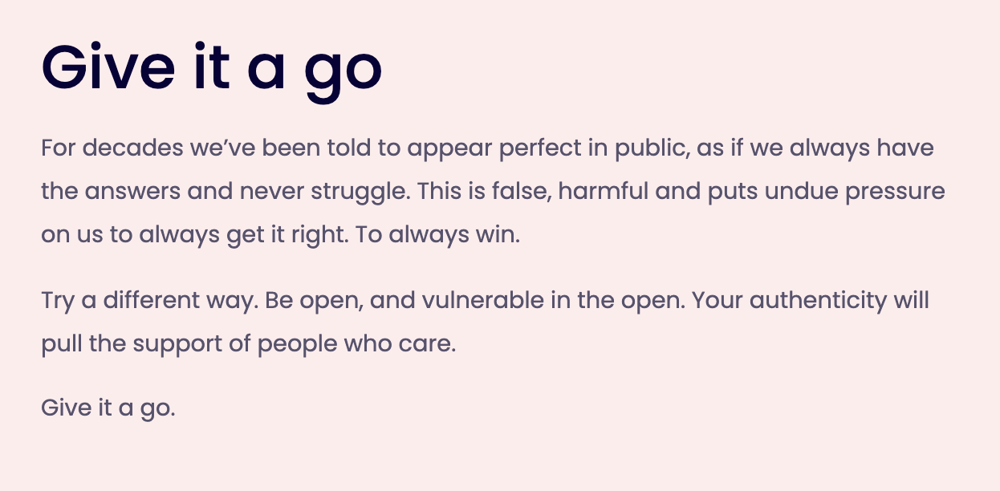 Give it a go
For decades we’ve been told to appear perfect in public, as if we always have
the answers and never struggle. This is false, harmful and puts undue pressure
on us to always get it right. To always win.
Try a different way. Be open, and vulnerable in the open. Your authenticity will
pull the support of people who care.
Give it a go.